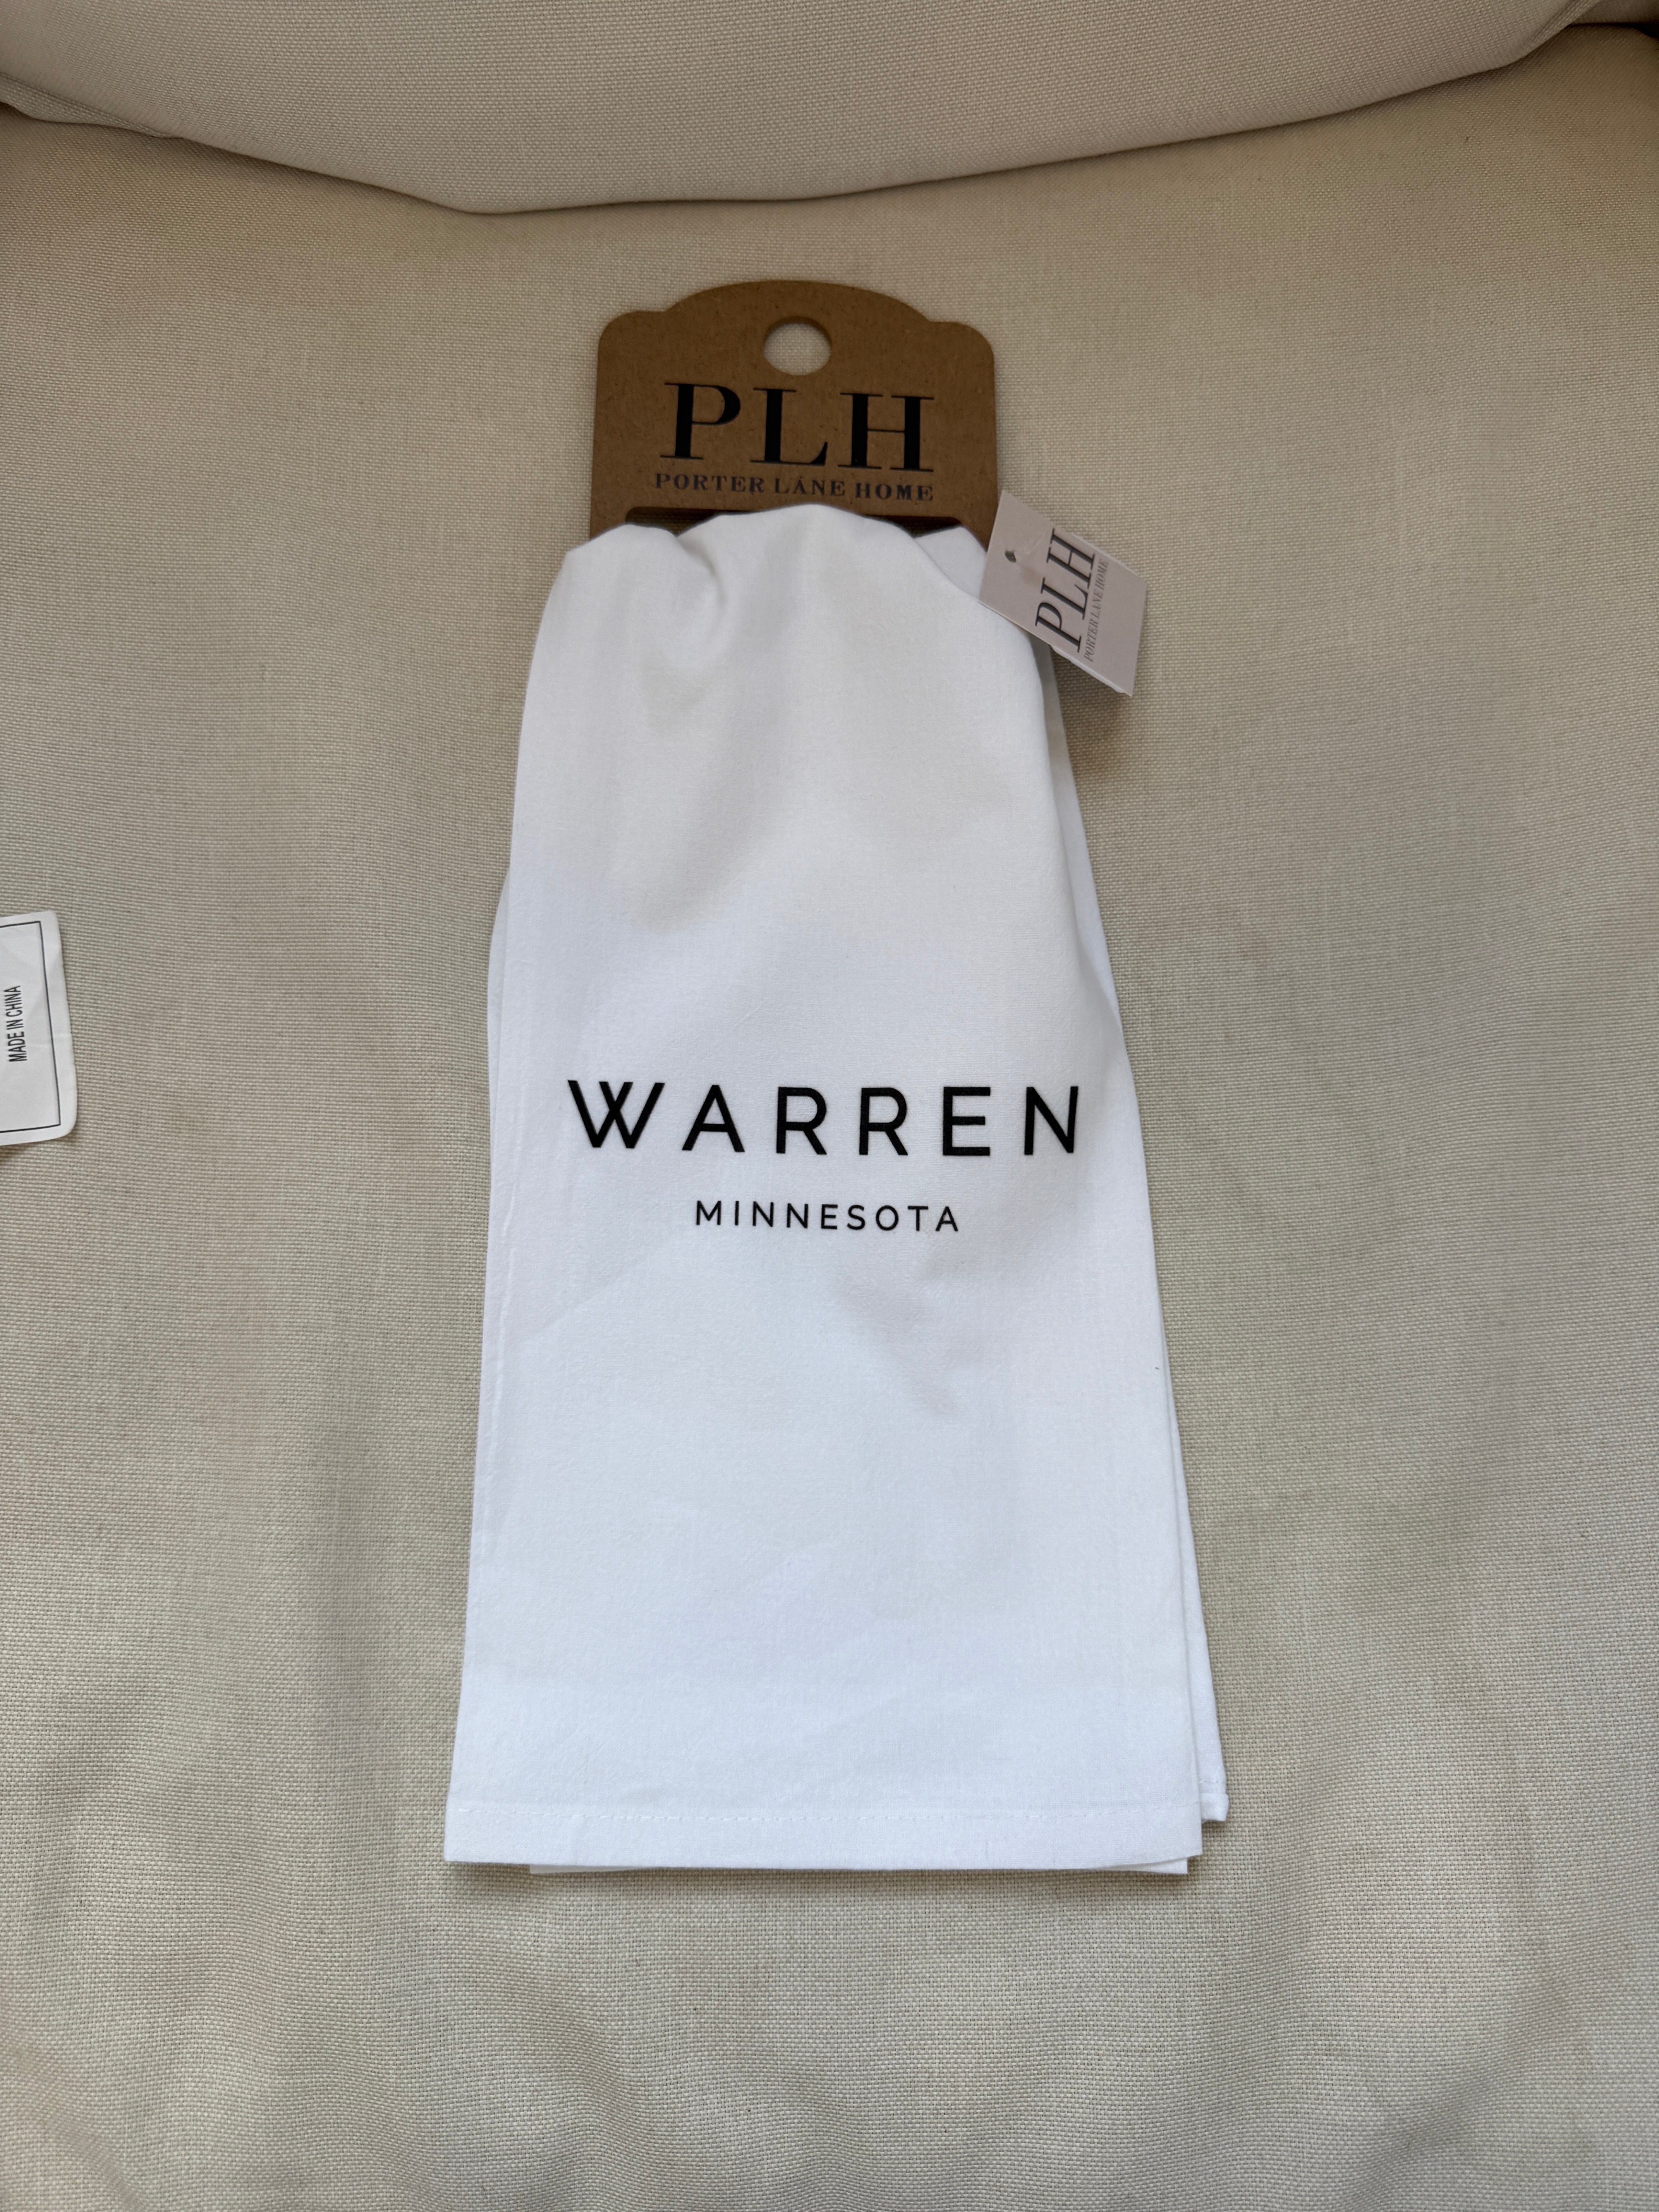 PLH
PORTER LANE HOME
PLH
PORTER LANE HOME
MADE IN CHINA
WARREN
MINNESOTA